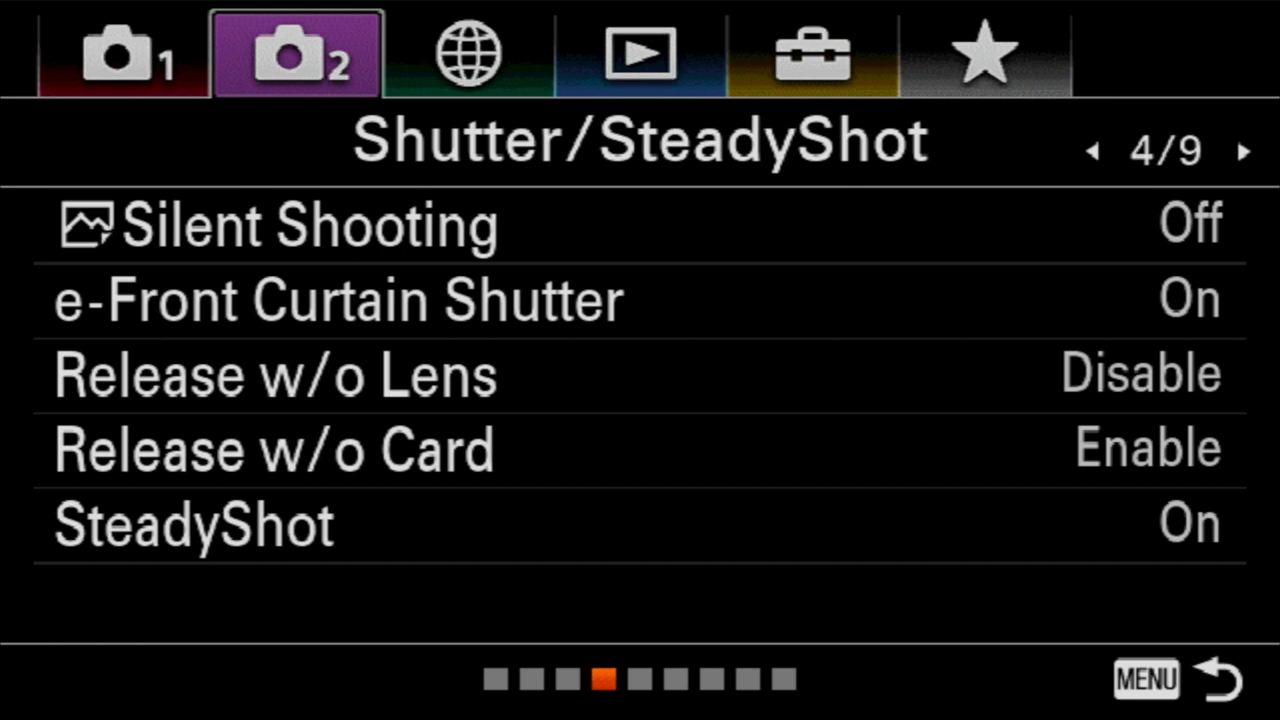 1 2
Shutter/SteadyShot 4/9
Silent Shooting Off
e-Front Curtain Shutter On
Release w/o Lens Disable
Release w/o Card Enable
SteadyShot On
MENU